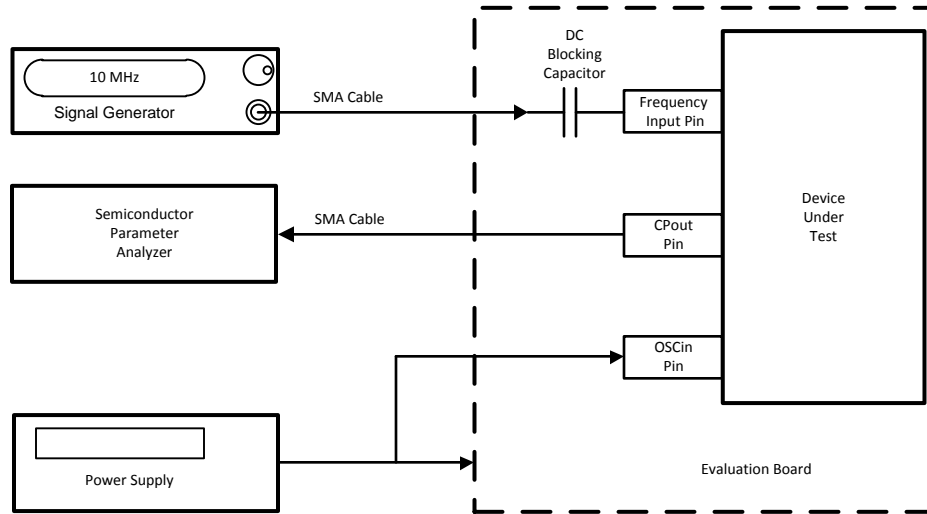 10 MHz
Signal Generator
SMA Cable
DC
Blocking
Capacitor
Frequency
Input Pin
Semiconductor
Parameter
Analyzer
SMA Cable
CPout
Pin
Device
Under
Test
OSCin
Pin
Power Supply
Evaluation Board